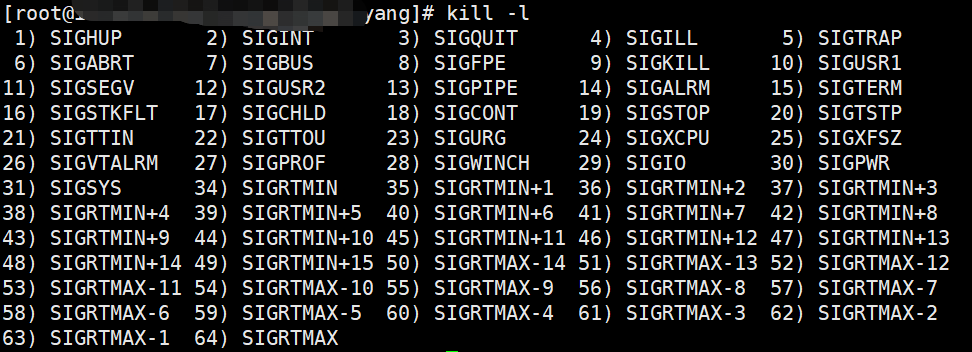 [root@ yang]# kill -l
1) SIGHUP 2) SIGINT 3) SIGQUIT 4) SIGILL 5) SIGTRAP
6) SIGABRT 7) SIGBUS 8) SIGFPE 9) SIGKILL 10) SIGUSR1
11) SIGSEGV 12) SIGUSR2 13) SIGPIPE 14) SIGALRM 15) SIGTERM
16) SIGSTKFLT 17) SIGCHLD 18) SIGCONT 19) SIGSTOP 20) SIGTSTP
21) SIGTTIN 22) SIGTTOU 23) SIGURG 24) SIGXCPU 25) SIGXFSZ
26) SIGVTALRM 27) SIGPROF 28) SIGWINCH 29) SIGIO 30) SIGPWR
31) SIGSYS 34) SIGRTMIN 35) SIGRTMIN+1 36) SIGRTMIN+2 37) SIGRTMIN+3
38) SIGRTMIN+4 39) SIGRTMIN+5 40) SIGRTMIN+6 41) SIGRTMIN+7 42) SIGRTMIN+8
43) SIGRTMIN+9 44) SIGRTMIN+10 45) SIGRTMIN+11 46) SIGRTMIN+12 47) SIGRTMIN+13
48) SIGRTMIN+14 49) SIGRTMIN+15 50) SIGRTMAX-14 51) SIGRTMAX-13 52) SIGRTMAX-12
53) SIGRTMAX-11 54) SIGRTMAX-10 55) SIGRTMAX-9 56) SIGRTMAX-8 57) SIGRTMAX-7
58) SIGRTMAX-6 59) SIGRTMAX-5 60) SIGRTMAX-4 61) SIGRTMAX-3 62) SIGRTMAX-2
63) SIGRTMAX-1 64) SIGRTMAX